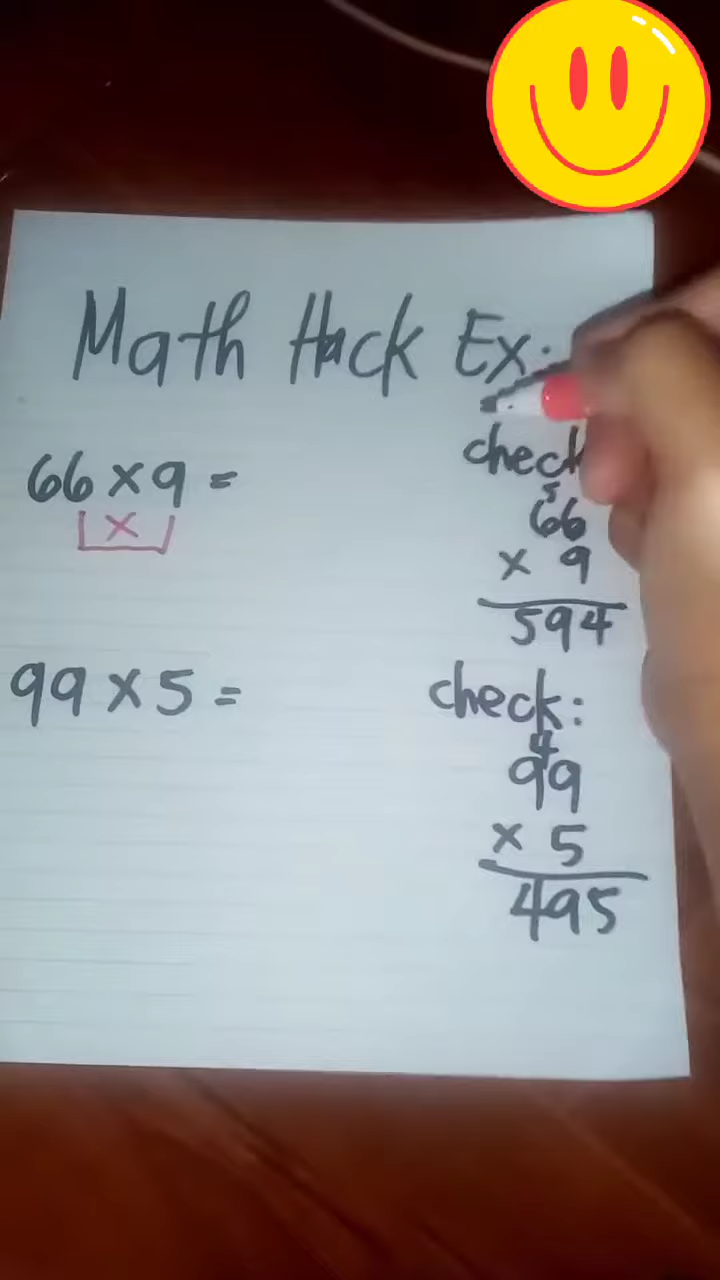 Math Hack Ex:
66 × 9 =
×
check
5
66
× 9
594
99 × 5 =
check:
4
99
× 5
495